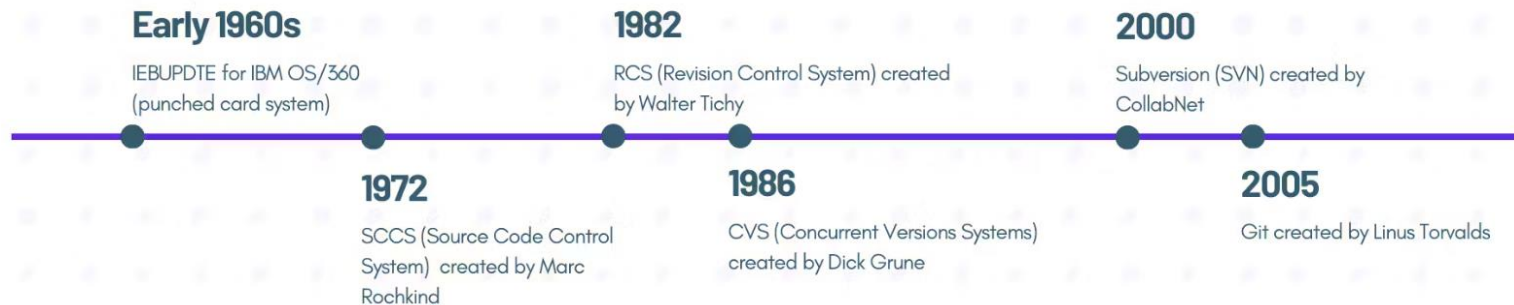 Early 1960s
IEBUPDTE for IBM OS/360
(punched card system)
1972
SCCS (Source Code Control
System) created by Marc
Rochkind
1982
RCS (Revision Control System) created
by Walter Tichy
1986
CVS (Concurrent Versions Systems)
created by Dick Grune
2000
Subversion (SVN) created by
CollabNet
2005
Git created by Linus Torvalds